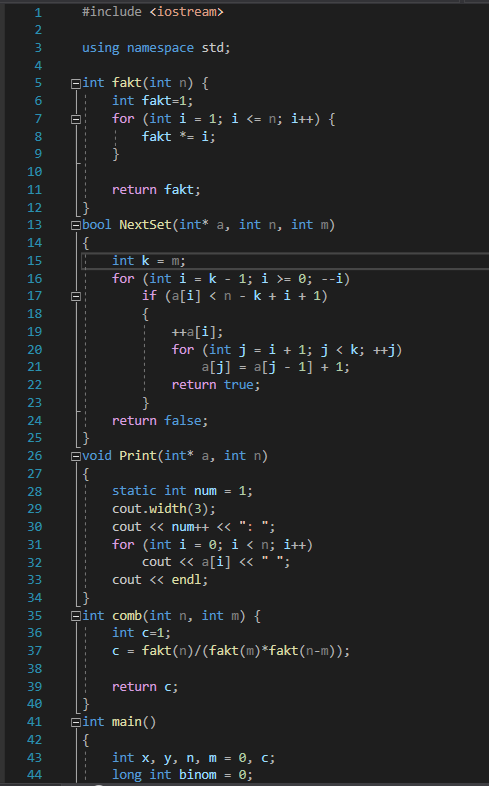 1 #include <iostream>
2
3 using namespace std;
4
5 int fakt(int n) {
6     int fakt=1;
7     for (int i = 1; i <= n; i++) {
8         fakt *= i;
9     }
10
11     return fakt;
12 }
13 bool NextSet(int* a, int n, int m)
14 {
15     int k = m;
16     for (int i = k - 1; i >= 0; --i)
17         if (a[i] < n - k + i + 1)
18         {
19             ++a[i];
20             for (int j = i + 1; j < k; ++j)
21                 a[j] = a[j - 1] + 1;
22             return true;
23         }
24     return false;
25 }
26 void Print(int* a, int n)
27 {
28     static int num = 1;
29     cout.width(3);
30     cout << num++ << ": ";
31     for (int i = 0; i < n; i++)
32         cout << a[i] << " ";
33     cout << endl;
34 }
35 int comb(int n, int m) {
36     int c=1;
37     c = fakt(n)/(fakt(m)*fakt(n-m));
38
39     return c;
40 }
41 int main()
42 {
43     int x, y, n, m = 0, c;
44     long int binom = 0;